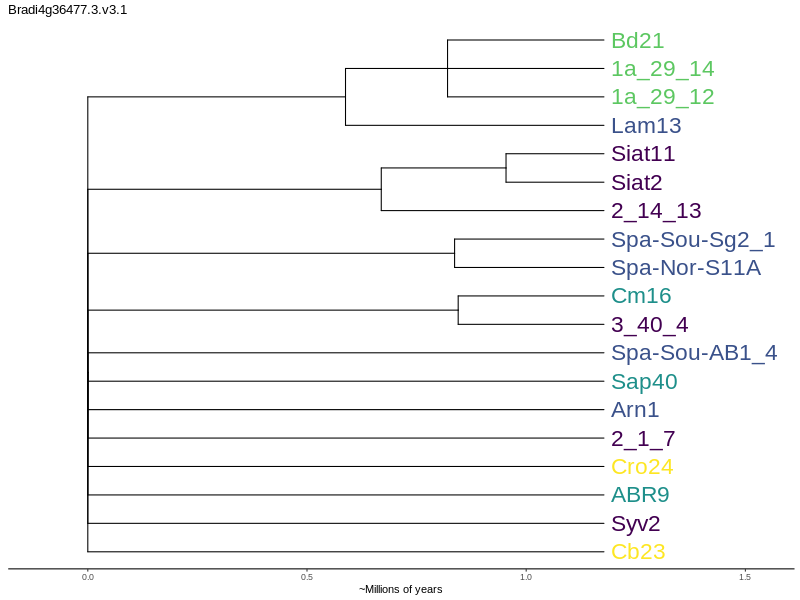 Bradi4g36477.3.v3.1
Bd21
1a_29_14
1a_29_12
Lam13
Siat11
Siat2
2_14_13
Spa-Sou-Sg2_1
Spa-Nor-S11A
Cm16
3_40_4
Spa-Sou-AB1_4
Sap40
Arn1
2_1_7
Cro24
ABR9
Syv2
Cb23
0.0 0.5 1.0 1.5
~Millions of years